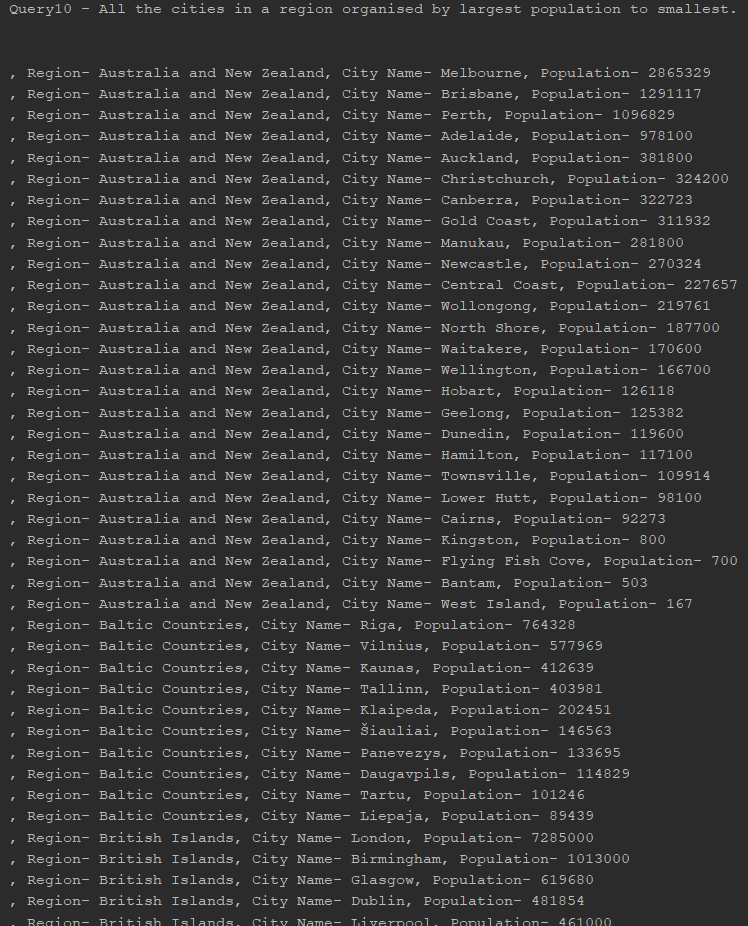 Query10 - All the cities in a region organised by largest population to smallest.
, Region- Australia and New Zealand, City Name- Melbourne, Population- 2865329
, Region- Australia and New Zealand, City Name- Brisbane, Population- 1291117
, Region- Australia and New Zealand, City Name- Perth, Population- 1096829
, Region- Australia and New Zealand, City Name- Adelaide, Population- 978100
, Region- Australia and New Zealand, City Name- Auckland, Population- 381800
, Region- Australia and New Zealand, City Name- Christchurch, Population- 324200
, Region- Australia and New Zealand, City Name- Canberra, Population- 322723
, Region- Australia and New Zealand, City Name- Gold Coast, Population- 311932
, Region- Australia and New Zealand, City Name- Manukau, Population- 281800
, Region- Australia and New Zealand, City Name- Newcastle, Population- 270324
, Region- Australia and New Zealand, City Name- Central Coast, Population- 227657
, Region- Australia and New Zealand, City Name- Wollongong, Population- 219761
, Region- Australia and New Zealand, City Name- North Shore, Population- 187700
, Region- Australia and New Zealand, City Name- Waitakere, Population- 170600
, Region- Australia and New Zealand, City Name- Wellington, Population- 166700
, Region- Australia and New Zealand, City Name- Hobart, Population- 126118
, Region- Australia and New Zealand, City Name- Geelong, Population- 125382
, Region- Australia and New Zealand, City Name- Dunedin, Population- 119600
, Region- Australia and New Zealand, City Name- Hamilton, Population- 117100
, Region- Australia and New Zealand, City Name- Townsville, Population- 109914
, Region- Australia and New Zealand, City Name- Lower Hutt, Population- 98100
, Region- Australia and New Zealand, City Name- Cairns, Population- 92273
, Region- Australia and New Zealand, City Name- Kingston, Population- 800
, Region- Australia and New Zealand, City Name- Flying Fish Cove, Population- 700
, Region- Australia and New Zealand, City Name- Bantam, Population- 503
, Region- Australia and New Zealand, City Name- West Island, Population- 167
, Region- Baltic Countries, City Name- Riga, Population- 764328
, Region- Baltic Countries, City Name- Vilnius, Population- 577969
, Region- Baltic Countries, City Name- Kaunas, Population- 412639
, Region- Baltic Countries, City Name- Tallinn, Population- 403981
, Region- Baltic Countries, City Name- Klaipeda, Population- 202451
, Region- Baltic Countries, City Name- Šiauliai, Population- 146563
, Region- Baltic Countries, City Name- Panevezys, Population- 133695
, Region- Baltic Countries, City Name- Daugavpils, Population- 114829
, Region- Baltic Countries, City Name- Tartu, Population- 101246
, Region- Baltic Countries, City Name- Liepaja, Population- 89439
, Region- British Islands, City Name- London, Population- 7285000
, Region- British Islands, City Name- Birmingham, Population- 1013000
, Region- British Islands, City Name- Glasgow, Population- 619680
, Region- British Islands, City Name- Dublin, Population- 481854
, Region- British Islands, City Name- Liverpool, Population- 461000